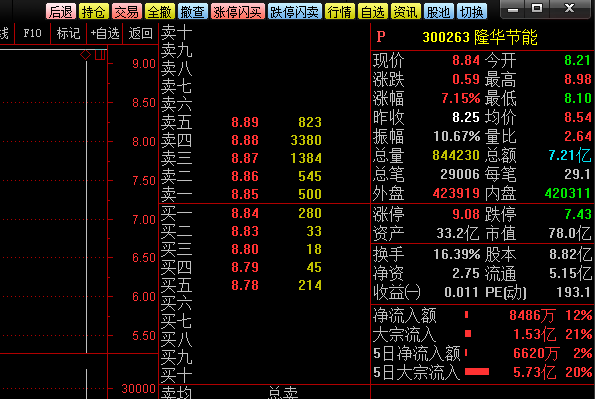 后退 持仓 交易 全撤 撤查 涨停闪买 跌停闪卖 行情 自选 资讯 股池 切换
线 F10 标记 +自选 返回
9.00
8.50
8.00
7.50
7.00
6.50
6.00
5.50
30000
卖十
卖九
卖八
卖七
卖六
卖五 8.89 823
卖四 8.88 3380
卖三 8.87 1384
卖二 8.86 545
卖一 8.85 500
买一 8.84 280
买二 8.83 33
买三 8.80 18
买四 8.79 45
买五 8.78 214
买六
买七
买八
买九
买十
卖均 总卖
P 300263 隆华节能
现价 8.84 今开 8.21
涨跌 0.59 最高 8.98
涨幅 7.15% 最低 8.10
昨收 8.25 均价 8.54
振幅 10.67% 量比 2.64
总量 844230 总额 7.21亿
总笔 29006 每笔 29.1
外盘 423919 内盘 420311
涨停 9.08 跌停 7.43
资产 33.2亿 市值 78.0亿
换手 16.39% 股本 8.82亿
净资 2.75 流通 5.15亿
收益(一) 0.011 PE(动) 193.1
净流入额 8486万 12%
大宗流入 1.53亿 21%
5日净流入额 6620万 2%
5日大宗流入 5.73亿 20%